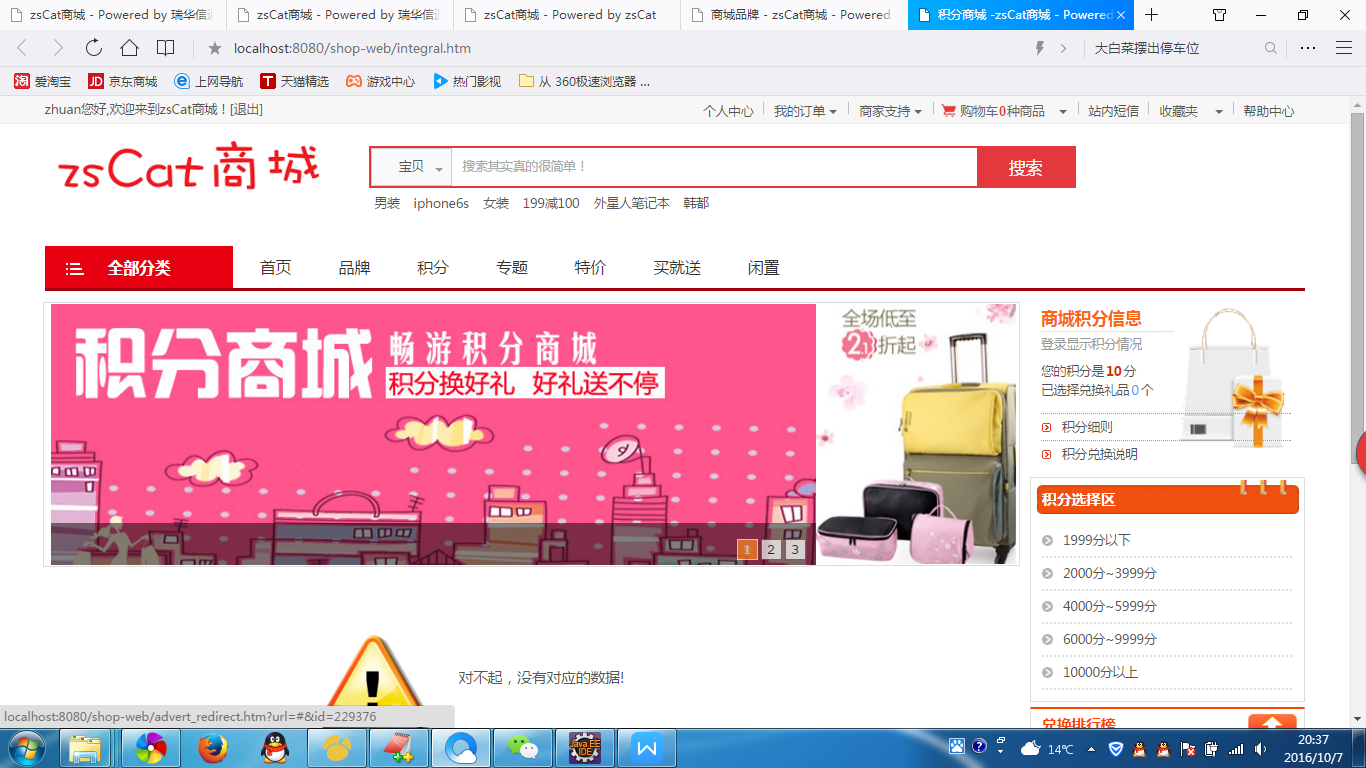 zsCat商城 - Powered by 瑞华信
zsCat商城 - Powered by 瑞华信
zsCat商城 - Powered by zsCat
商城品牌 - zsCat商城 - Powered
积分商城 -zsCat商城 - Powered
localhost:8080/shop-web/integral.htm
大白菜摆出停车位
爱淘宝 JD 京东商城 上网导航 T 天猫精选 游戏中心 热门影视 从 360极速浏览器 ...
zhuan您好,欢迎来到zsCat商城！[退出]
个人中心 我的订单 商家支持 购物车0种商品 站内短信 收藏夹 帮助中心
zsCat商城
宝贝 搜索其实真的很简单！ 搜索
男装 iphone6s 女装 199减100 外星人笔记本 韩都
全部分类 首页 品牌 积分 专题 特价 买就送 闲置
积分商城
畅游积分商城
积分换好礼 好礼送不停
1 2 3
全场低至
2.1折起
商城积分信息
登录显示积分情况
您的积分是 10 分
已选择兑换礼品 0 个
积分细则
积分兑换说明
积分选择区
1999分以下
2000分~3999分
4000分~5999分
6000分~9999分
10000分以上
对不起，没有对应的数据!
兑换排行榜
localhost:8080/shop-web/advert_redirect.htm?url=#&id=229376
Java EE
IDE
14℃
20:37
2016/10/7